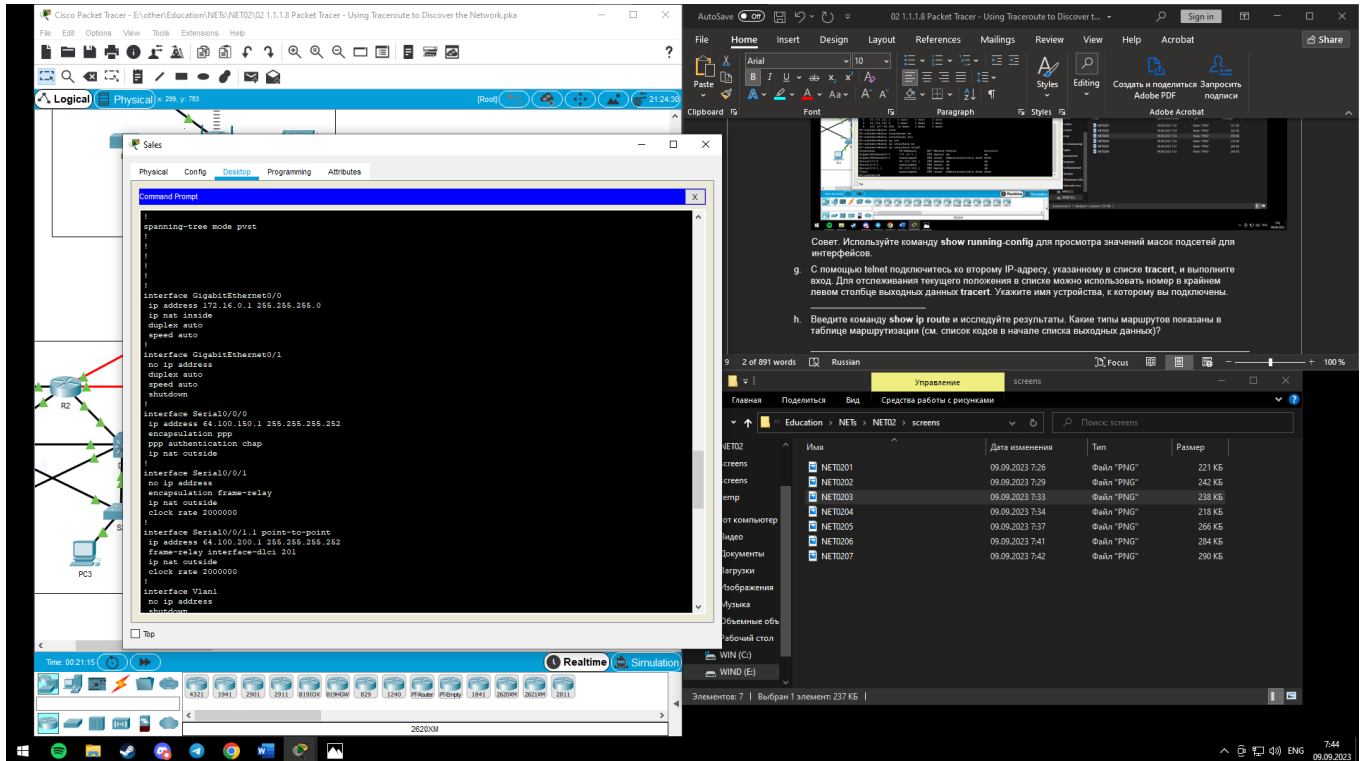 Cisco Packet Tracer - E:\other\Education\NETs\NET02\02 1.1.1.8 Packet Tracer - Using Traceroute to Discover the Network.pka
File Edit Options View Tools Extensions Help
?
Logical Physical x: 299, y: 763 [Root] 21:24:30
R2
PC3
Sales
Physical Config Desktop Programming Attributes
Command Prompt X
!
spanning-tree mode pvst
!
!
!
!
!
!
interface GigabitEthernet0/0
ip address 172.16.0.1 255.255.255.0
ip nat inside
duplex auto
speed auto
!
interface GigabitEthernet0/1
no ip address
duplex auto
speed auto
shutdown
!
interface Serial0/0/0
ip address 64.100.150.1 255.255.255.252
encapsulation ppp
ppp authentication chap
ip nat outside
!
interface Serial0/0/1
no ip address
encapsulation frame-relay
ip nat outside
clock rate 2000000
!
interface Serial0/0/1.1 point-to-point
ip address 64.100.200.1 255.255.255.252
frame-relay interface-dlci 201
ip nat outside
clock rate 2000000
!
interface Vlan1
no ip address
shutdown
Top
Time: 00:21:15 Realtime Simulation
4321 1941 2901 2911 819IOX 819HGW 829 1240 PT-Router PT-Empty 1841 2620XM 2621XM 2811
2620XM
AutoSave Off 02 1.1.1.8 Packet Tracer - Using Traceroute to Discover t... Sign in
File Home Insert Design Layout References Mailings Review View Help Acrobat Share
Paste
Arial 10
Styles Editing
Создать и поделиться Adobe PDF
Запросить подписи
Clipboard Font Paragraph Styles Adobe Acrobat
Совет. Используйте команду show running-config для просмотра значений масок подсетей для
интерфейсов.
g. С помощью telnet подключитесь ко второму IP-адресу, указанному в списке tracert, и выполните
вход. Для отслеживания текущего положения в списке можно использовать номер в крайнем
левом столбце выходных данных tracert. Укажите имя устройства, к которому вы подключены.
h. Введите команду show ip route и исследуйте результаты. Какие типы маршрутов показаны в
таблице маршрутизации (см. список кодов в начале списка выходных данных)?
9 2 of 891 words Russian Focus 100 %
Управление screens
Главная Поделиться Вид Средства работы с рисунками
Education › NETs › NET02 › screens Поиск: screens
Имя Дата изменения Тип Размер
NET0201 09.09.2023 7:26 Файл "PNG" 221 КБ
NET0202 09.09.2023 7:29 Файл "PNG" 242 КБ
NET0203 09.09.2023 7:33 Файл "PNG" 238 КБ
NET0204 09.09.2023 7:34 Файл "PNG" 218 КБ
NET0205 09.09.2023 7:37 Файл "PNG" 266 КБ
NET0206 09.09.2023 7:41 Файл "PNG" 284 КБ
NET0207 09.09.2023 7:42 Файл "PNG" 290 КБ
NET02
screens
screens
temp
от компьютер
Видео
Документы
Загрузки
Изображения
Музыка
Объемные объ
Рабочий стол
WIN (C:)
WIND (E:)
Элементов: 7 Выбран 1 элемент: 237 КБ
ENG
7:44
09.09.2023